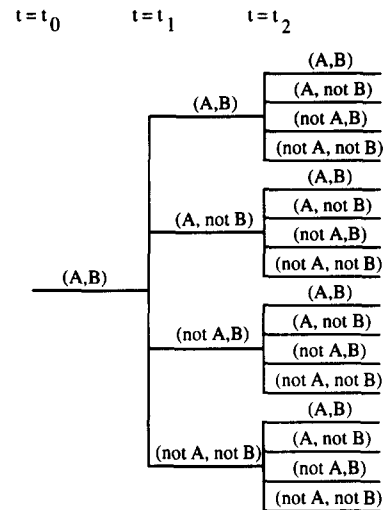 t = t0 t = t1 t = t2
(A,B)
(A,B)
(A, not B)
(not A,B)
(not A, not B)
(A,B)
(A, not B)
(A, not B)
(not A,B)
(not A, not B)
(A,B)
(A,B)
(not A,B)
(A, not B)
(not A,B)
(not A, not B)
(A,B)
(not A, not B)
(A, not B)
(not A,B)
(not A, not B)